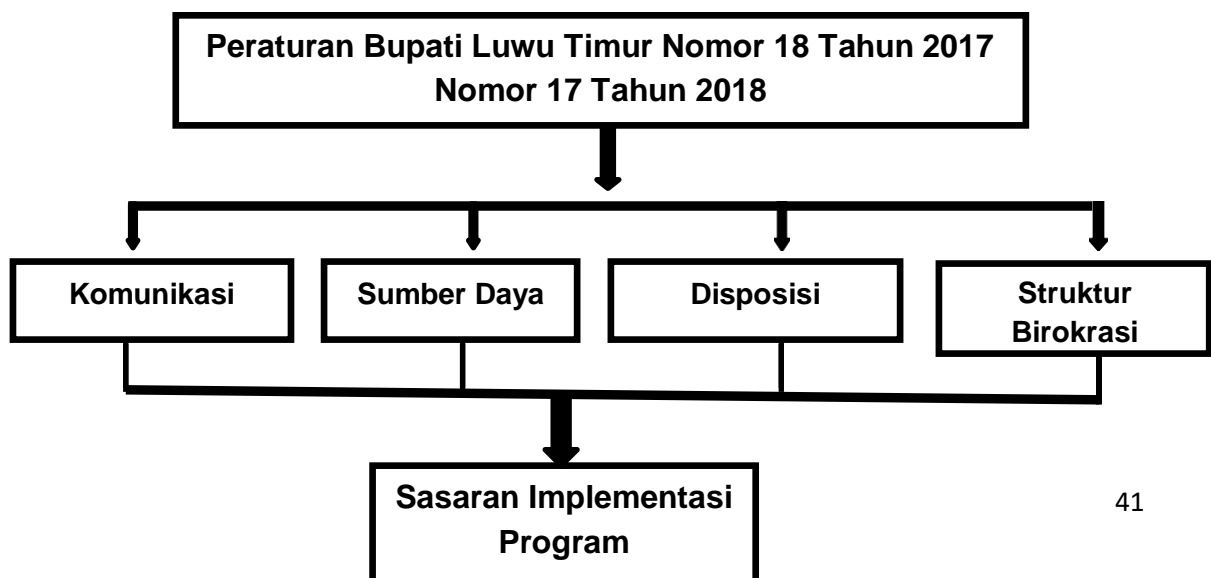 Peraturan Bupati Luwu Timur Nomor 18 Tahun 2017
Nomor 17 Tahun 2018
Komunikasi
Sumber Daya
Disposisi
Struktur
Birokrasi
Sasaran Implementasi
Program
41